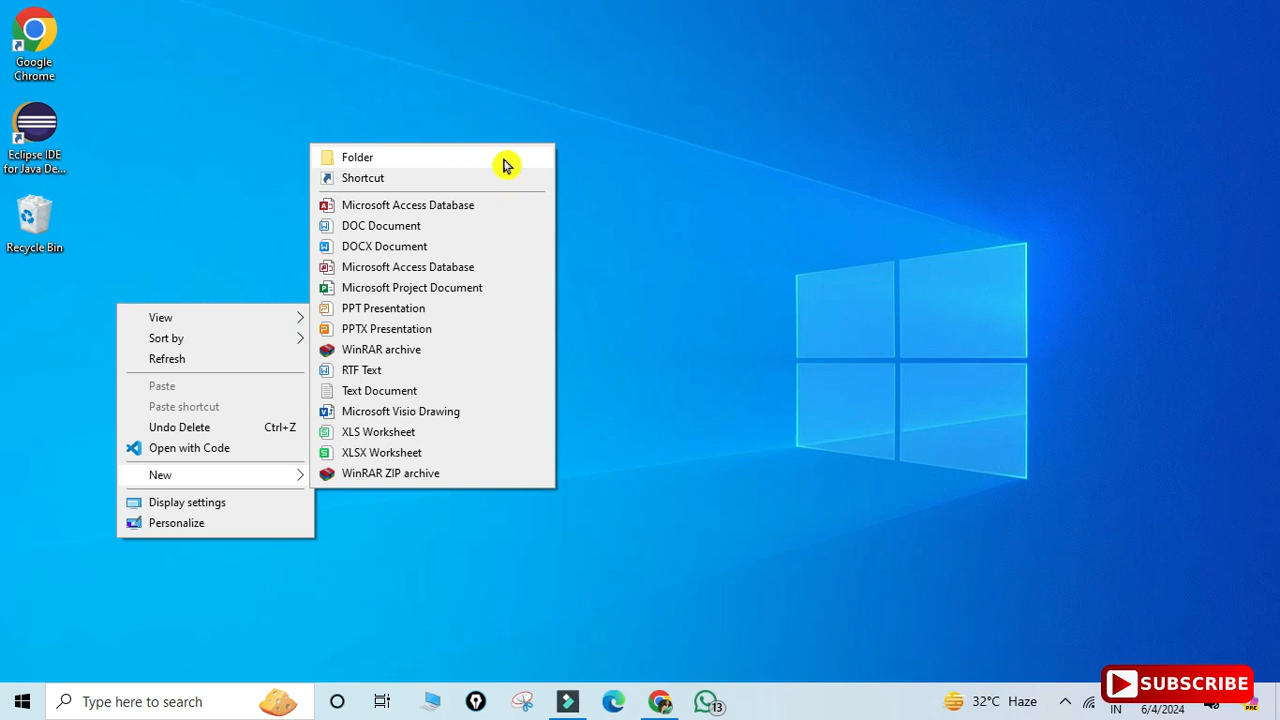 Google
Chrome
Eclipse IDE
for Java De...
Recycle Bin
Folder
Shortcut
Microsoft Access Database
DOC Document
DOCX Document
Microsoft Access Database
Microsoft Project Document
PPT Presentation
PPTX Presentation
WinRAR archive
RTF Text
Text Document
Microsoft Visio Drawing
XLS Worksheet
XLSX Worksheet
WinRAR ZIP archive
View
Sort by
Refresh
Paste
Paste shortcut
Undo Delete Ctrl+Z
Open with Code
New
Display settings
Personalize
Type here to search
13
32°C Haze
IN
6/4/2024
PRE
SUBSCRIBE